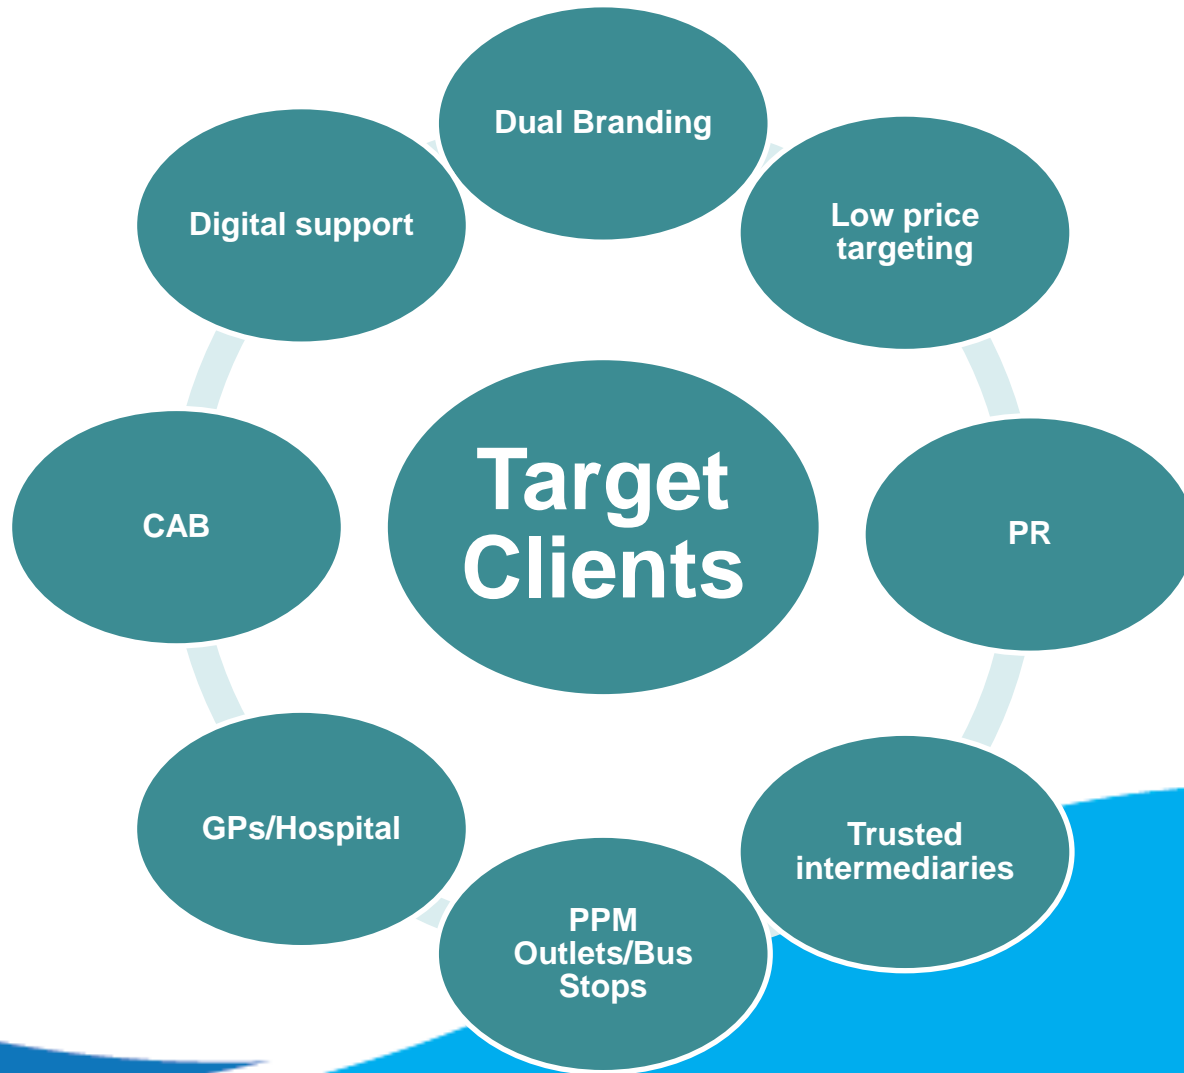 Dual Branding
Digital support
Low price
targeting
Target
Clients
CAB
PR
GPs/Hospital
Trusted
intermediaries
PPM
Outlets/Bus
Stops